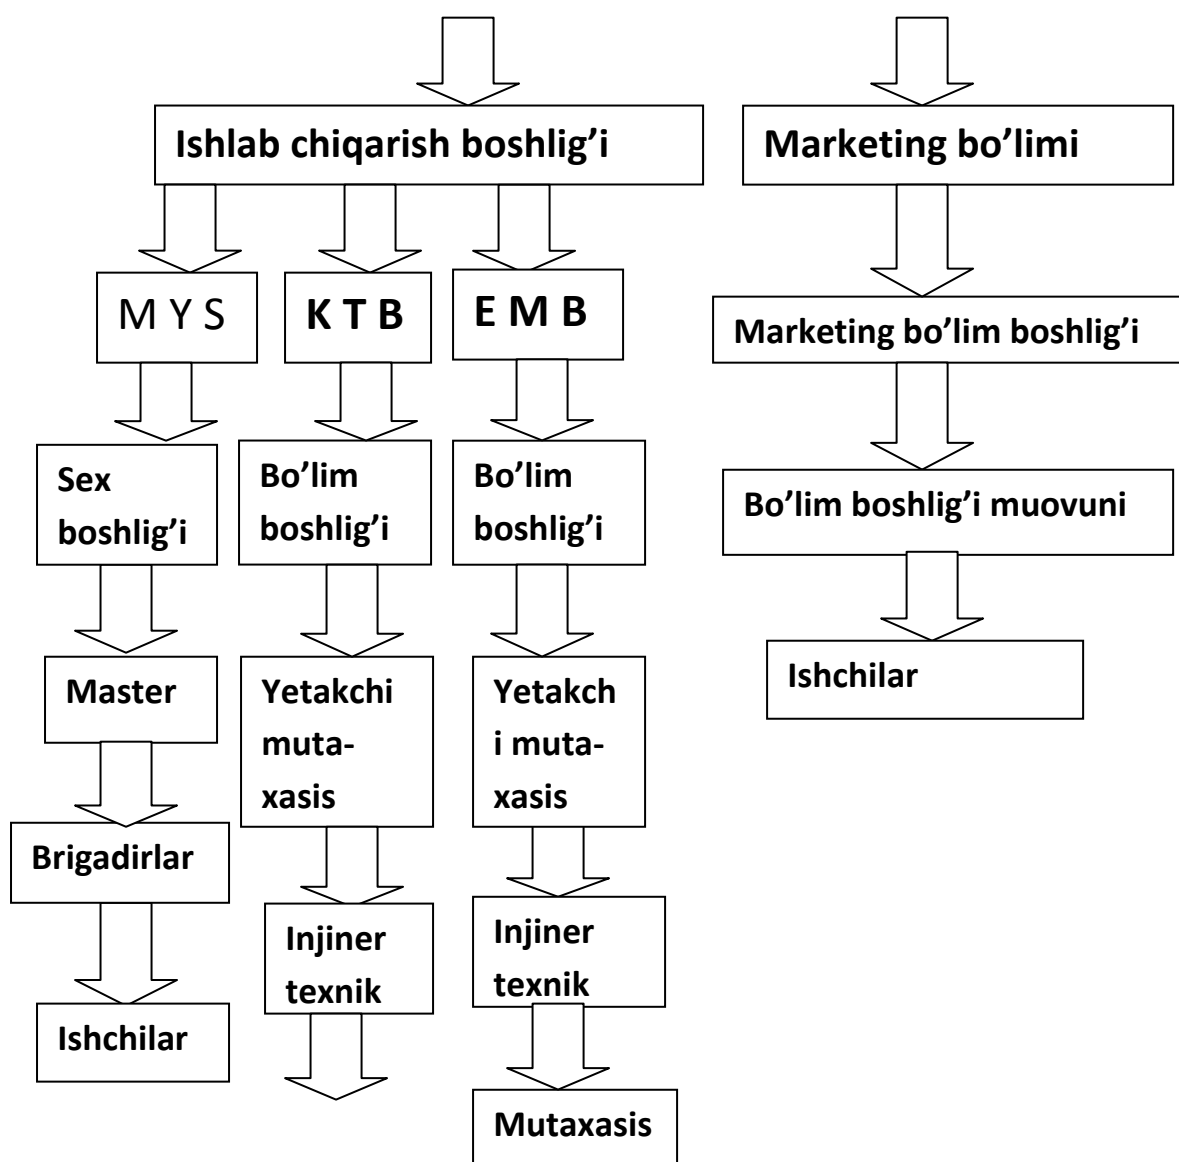 Ishlab chiqarish boshlig’i
Marketing bo’limi
M Y S
K T B
E M B
Marketing bo’lim boshlig’i
Sex
boshlig’i
Bo’lim
boshlig’i
Bo’lim
boshlig’i
Bo’lim boshlig’i muovuni
Master
Yetakchi
muta-
xasis
Yetakch
i muta-
xasis
Ishchilar
Brigadirlar
Injiner
texnik
Injiner
texnik
Ishchilar
Mutaxasis